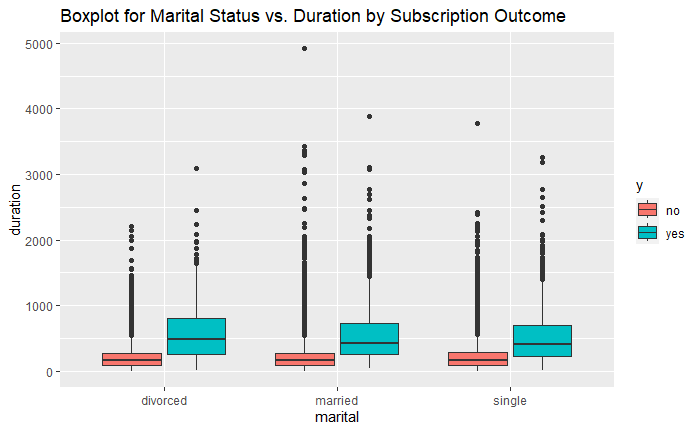 Boxplot for Marital Status vs. Duration by Subscription Outcome
5000
4000
3000
2000
1000
0
duration
divorced
married
single
marital
y
no
yes